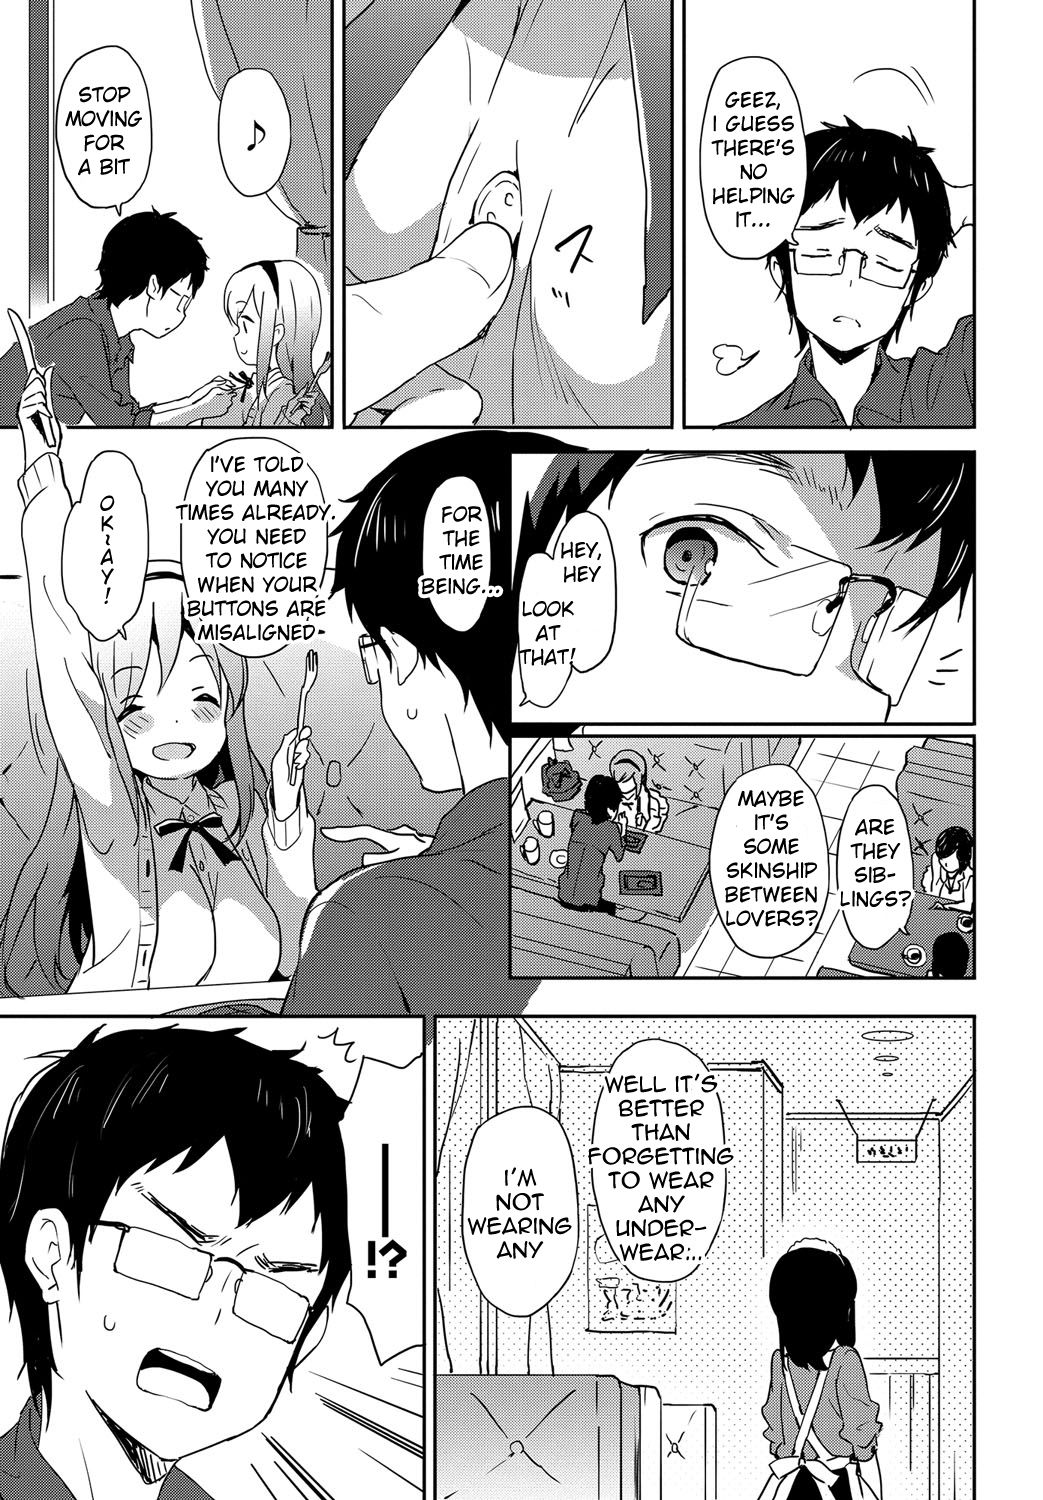 GEEZ,
I GUESS
THERE'S
NO
HELPING
IT...
ス
♪
STOP
MOVING
FOR
A BIT
HEY,
HEY
LOOK
AT
THAT!
FOR
THE
TIME
BEING...
I'VE TOLD
YOU MANY
TIMES ALREADY.
YOU NEED
TO NOTICE
WHEN YOUR
BUTTONS ARE
MISALIGNED-
OK~AY!
ARE
THEY
SIB-
LINGS?
MAYBE
IT'S
SOME
SKINSHIP
BETWEEN
LOVERS?
WELL IT'S
BETTER
THAN
FORGETTING
TO WEAR
ANY
UNDER-
WEAR...
I'M
NOT
WEARING
ANY
!?